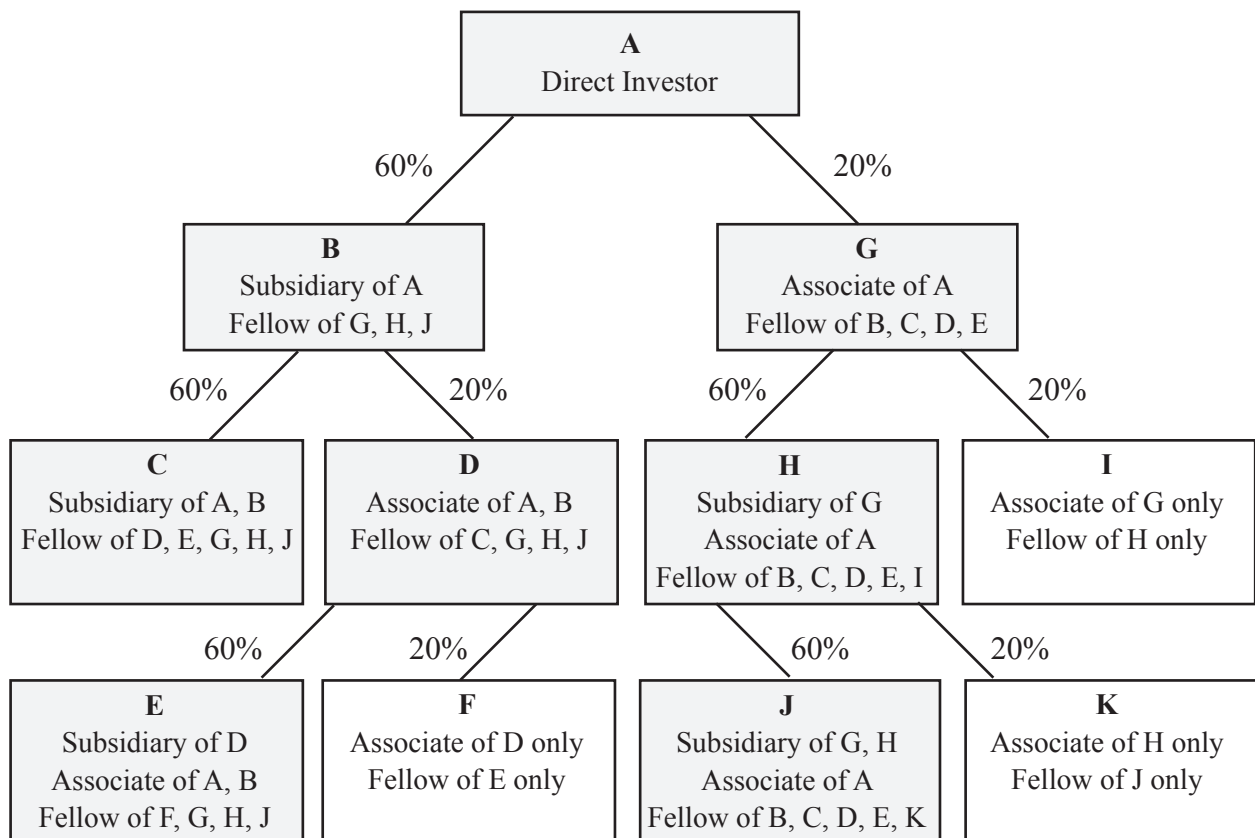 A
Direct Investor
60%
20%
B
Subsidiary of A
Fellow of G, H, J
G
Associate of A
Fellow of B, C, D, E
60%
20%
60%
20%
C
Subsidiary of A, B
Fellow of D, E, G, H, J
D
Associate of A, B
Fellow of C, G, H, J
H
Subsidiary of G
Associate of A
Fellow of B, C, D, E, I
I
Associate of G only
Fellow of H only
60%
20%
60%
20%
E
Subsidiary of D
Associate of A, B
Fellow of F, G, H, J
F
Associate of D only
Fellow of E only
J
Subsidiary of G, H
Associate of A
Fellow of B, C, D, E, K
K
Associate of H only
Fellow of J only